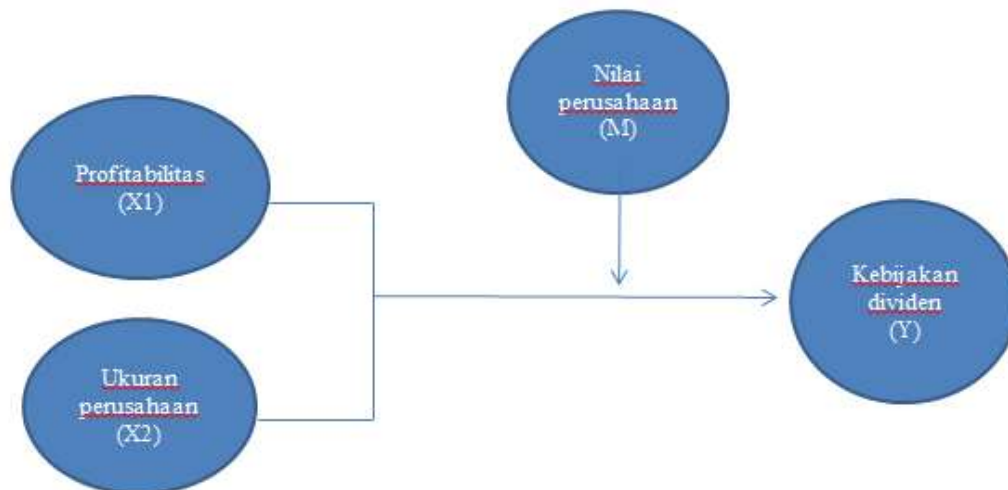 Nilai
perusahaan
(M)
Profitabilitas
(X1)
Kebijakan
dividen
(Y)
Ukuran
perusahaan
(X2)